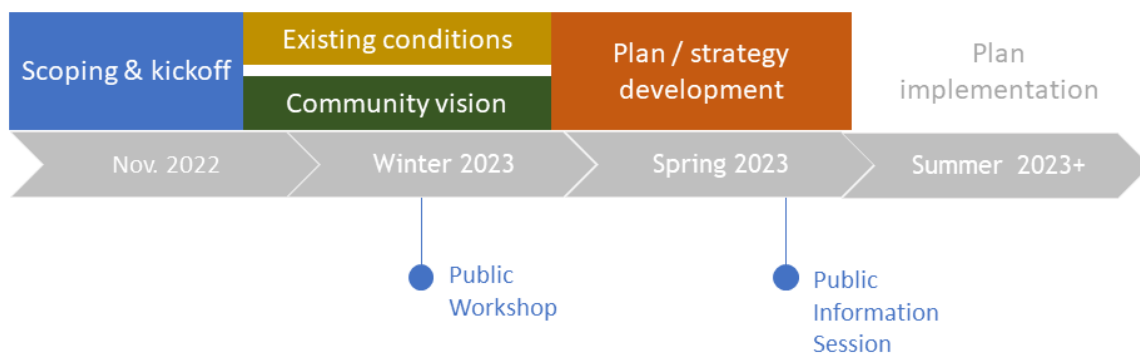 Scoping & kickoff
Existing conditions
Community vision
Plan / strategy
development
Plan
implementation
Nov. 2022
Winter 2023
Spring 2023
Summer 2023+
Public
Workshop
Public
Information
Session